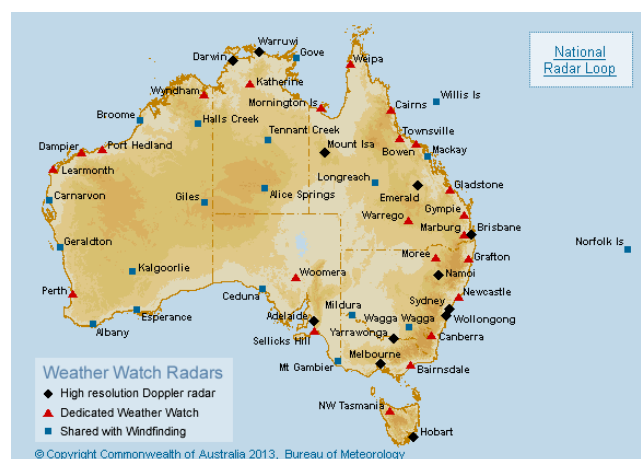 Warruwi
Darwin
Gove
Weipa
National
Radar Loop
Katherine
Wyndham
Mornington Is
Willis Is
Cairns
Broome
Halls Creek
Tennant Creek
Townsville
Dampier
Port Hedland
Mount Isa
Bowen
Mackay
Learmonth
Longreach
Gladstone
Carnarvon
Giles
Alice Springs
Emerald
Gympie
Warrego
Marburg
Brisbane
Norfolk Is
Geraldton
Moree
Grafton
Kalgoorlie
Woomera
Namoi
Perth
Ceduna
Mildura
Sydney
Newcastle
Esperance
Adelaide
Wagga Wagga
Wollongong
Albany
Yarrawonga
Canberra
Sellicks Hill
Melbourne
Mt Gambier
Bairnsdale
Weather Watch Radars
High resolution Doppler radar
Dedicated Weather Watch
Shared with Windfinding
NW Tasmania
Hobart
© Copyright Commonwealth of Australia 2013, Bureau of Meteorology